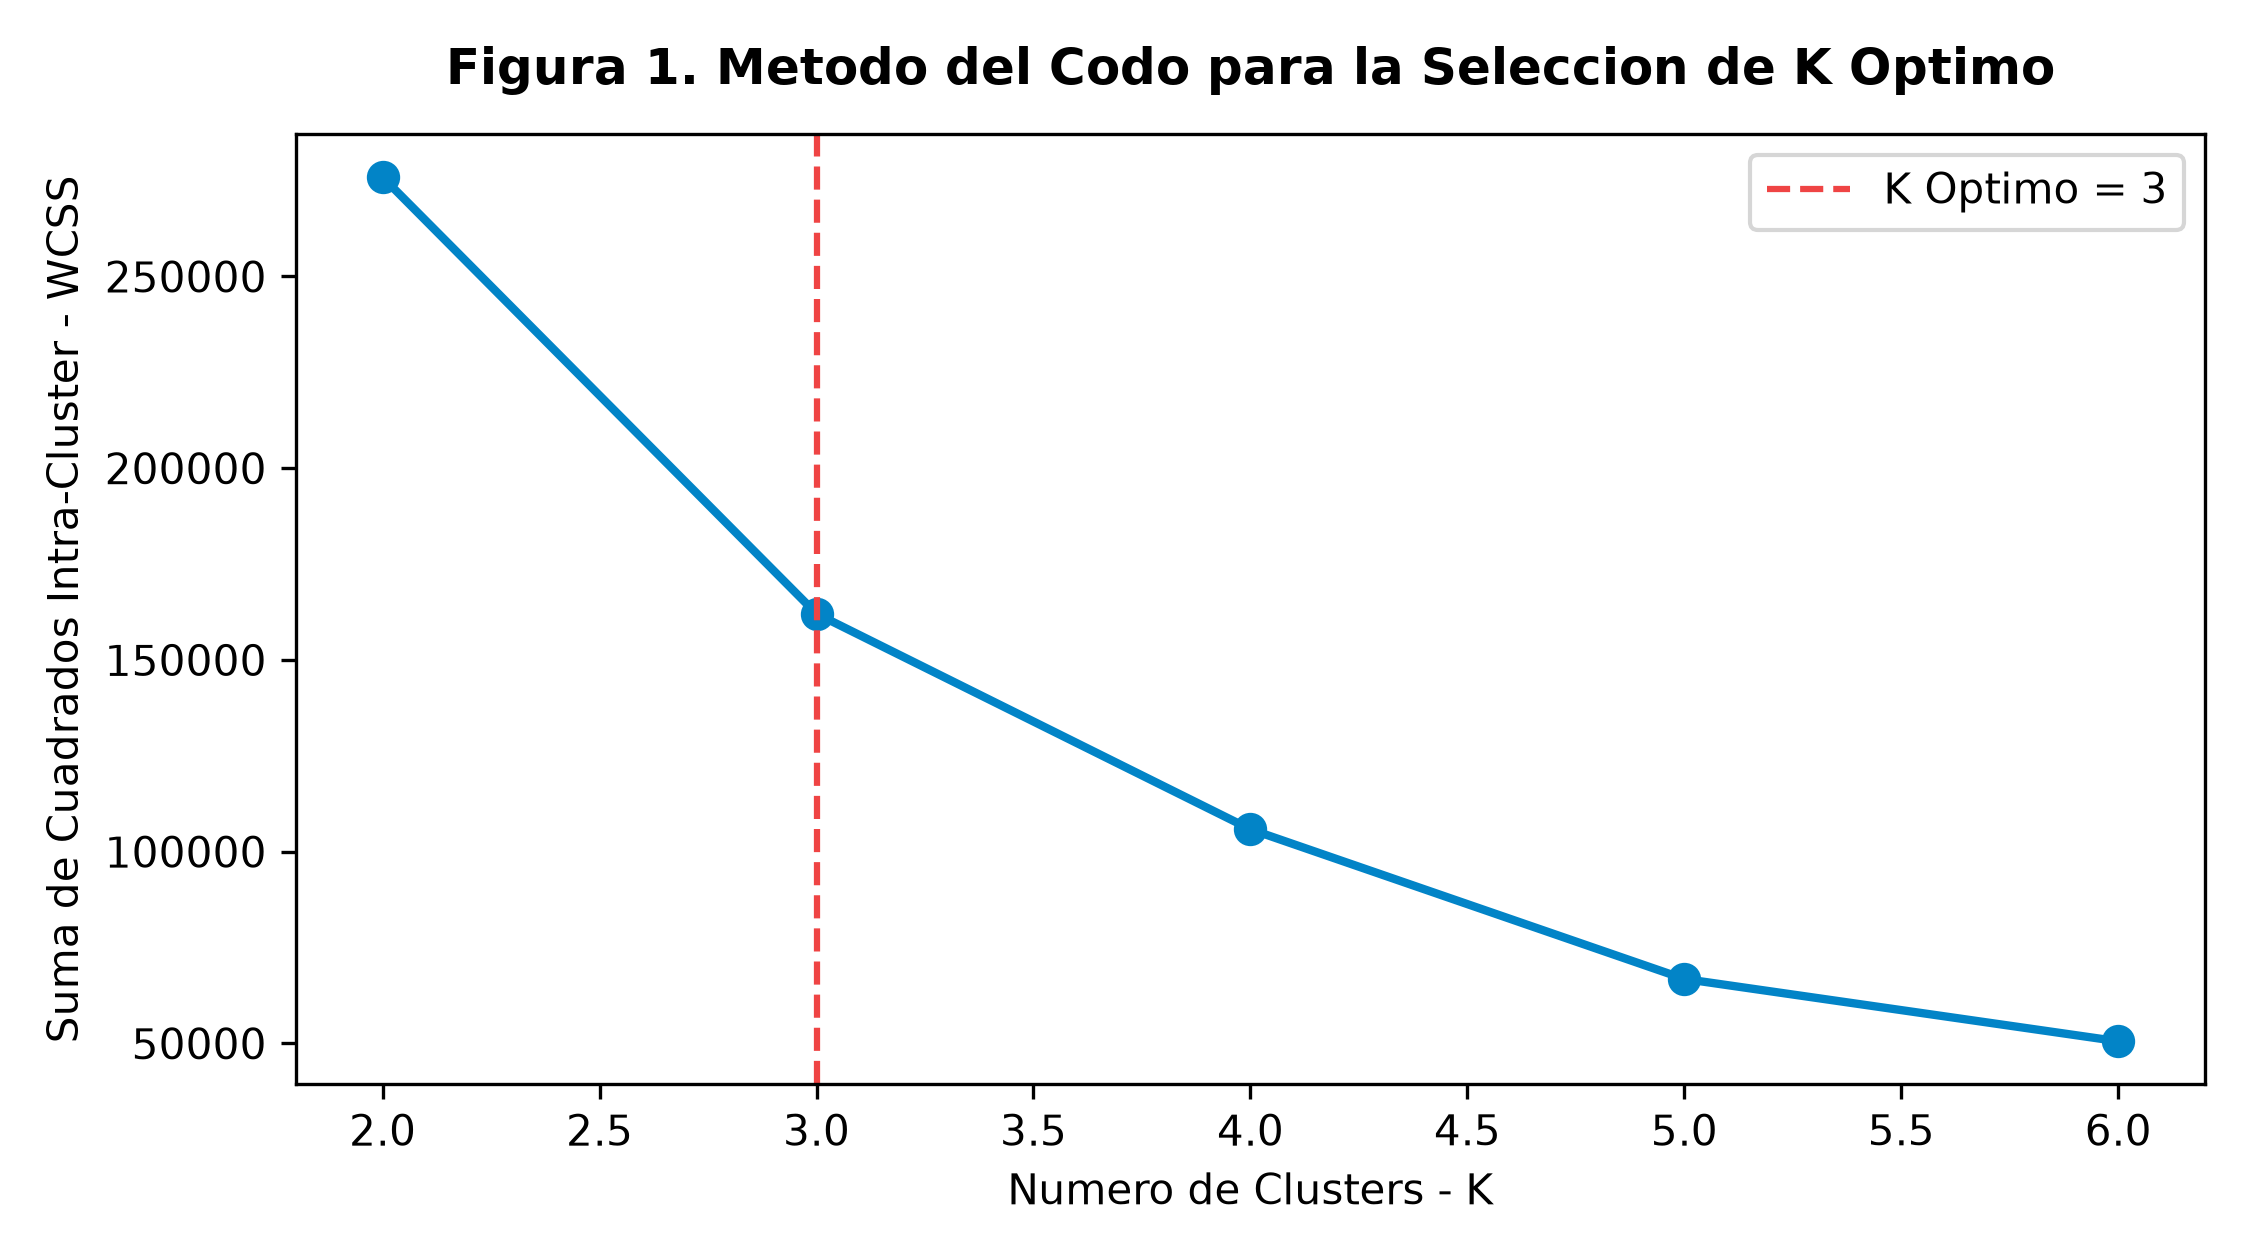 Figura 1. Metodo del Codo para la Seleccion de K Optimo
K Optimo = 3
Suma de Cuadrados Intra-Cluster - WCSS
250000
200000
150000
100000
50000
2.0 2.5 3.0 3.5 4.0 4.5 5.0 5.5 6.0
Numero de Clusters - K